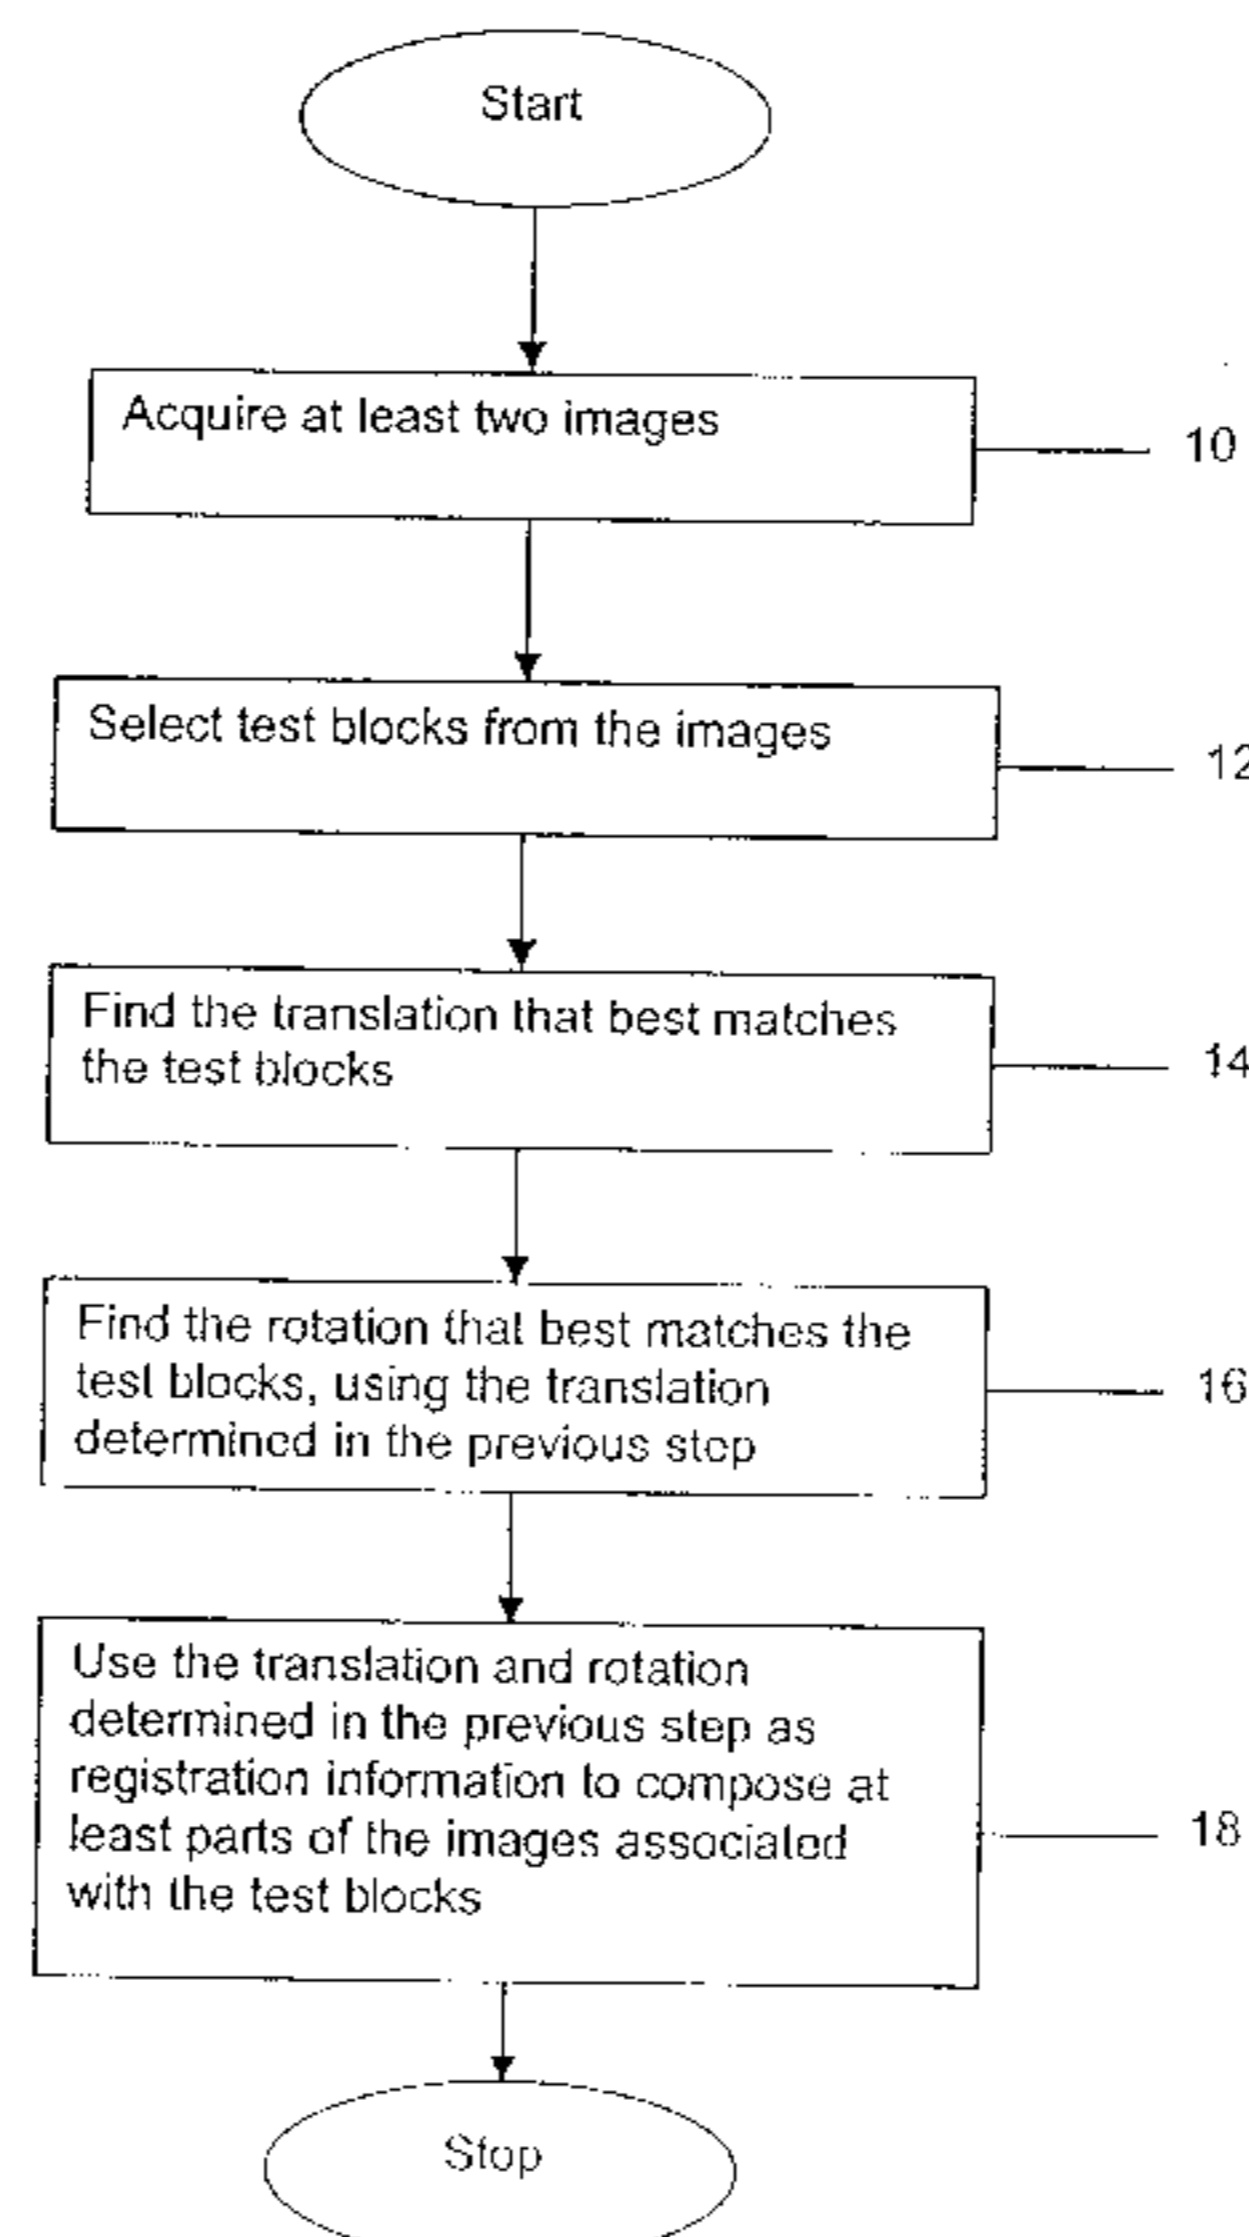 Start
Acquire at least two images
10
Select test blocks from the images
12
Find the translation that best matches
the test blocks
14
Find the rotation that best matches the
test blocks, using the translation
determined in the previous step
16
Use the translation and rotation
determined in the previous step as
registration information to compose at
least parts of the images associated
with the test blocks
18
Stop